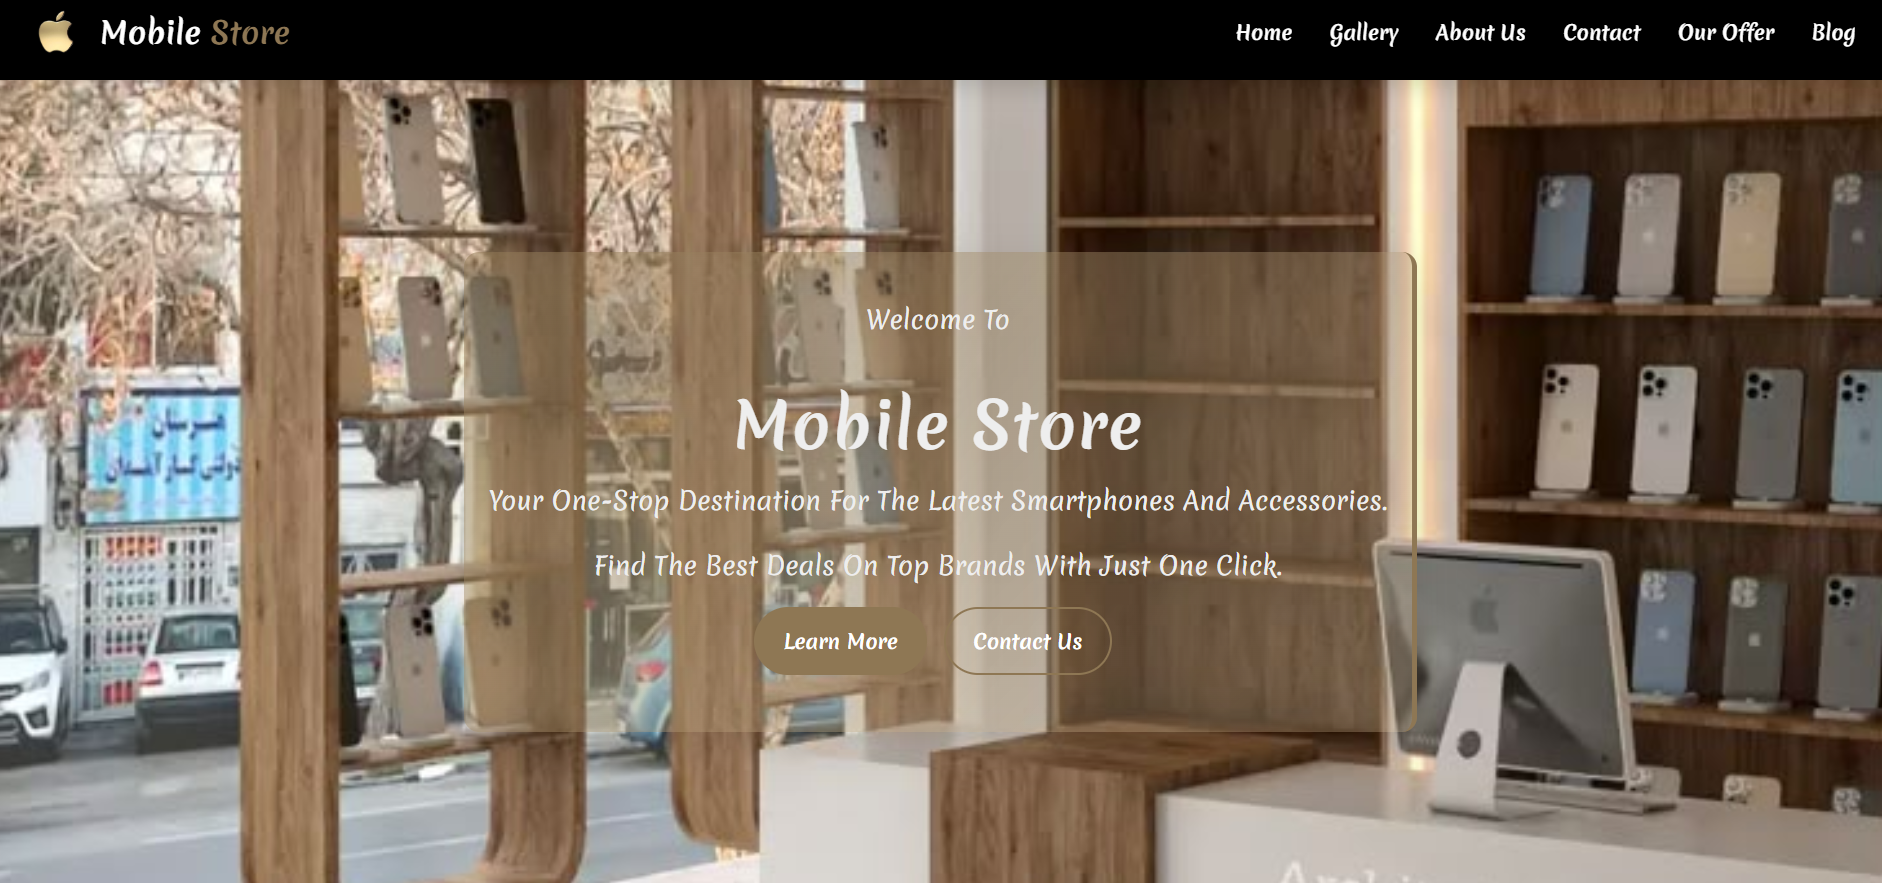 Mobile Store
Home
Gallery
About Us
Contact
Our Offer
Blog
Welcome To
Mobile Store
Your One-Stop Destination For The Latest Smartphones And Accessories.
Find The Best Deals On Top Brands With Just One Click.
Learn More
Contact Us